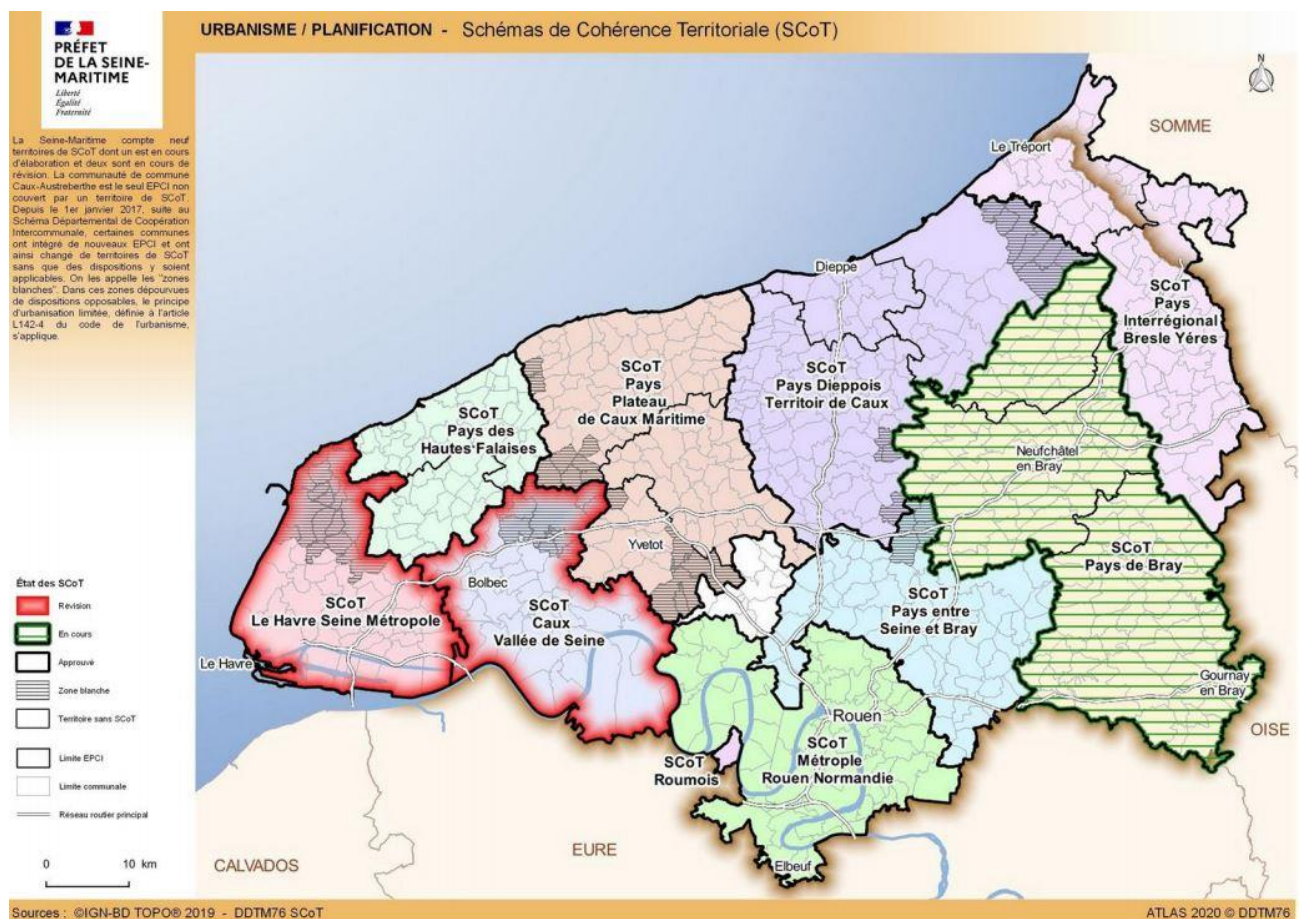 URBANISME / PLANIFICATION - Schémas de Cohérence Territoriale (SCoT)
PRÉFET
DE LA SEINE-
MARITIME
Liberté
Égalité
Fraternité
La Seine-Maritime compte neuf
territoires de SCoT dont un est en cours
d'élaboration et deux sont en cours de
révision. La communauté de commune
Caux-Austreberthe est le seul EPCI non
couvert par un territoire de SCoT.
Depuis le 1er janvier 2017, suite au
Schéma Départemental de Coopération
Intercommunale, certaines communes
ont intégré de nouveaux EPCI et ont
ainsi changé de territoires de SCoT
sans que des dispositions y soient
applicables. On les appelle les "zones
blanches". Dans ces zones dépourvues
de dispositions opposables, le principe
d'urbanisation limitée, définie à l'article
L142-4 du code de l'urbanisme,
s'applique.
État des SCoT
Révision
En cours
Approuvé
Zone blanche
Territoire sans SCoT
Limite EPCI
Limite communale
Réseau routier principal
0 10 km
N
SOMME
Le Tréport
Dieppe
SCoT
Pays
Interrégional
Bresle Yéres
SCoT
Pays
Plateau
de Caux Maritime
SCoT
Pays Dieppois
Territoir de Caux
SCoT
Pays des
Hautes Falaises
Neufchâtel
en Bray
Yvetot
SCoT
Pays de Bray
Bolbec
SCoT
Le Havre Seine Métropole
SCoT
Caux
Vallée de Seine
SCoT
Pays entre
Seine et Bray
Le Havre
Gournay
en Bray
Rouen
OISE
SCoT
Métrople
Rouen Normandie
SCoT
Roumois
EURE
CALVADOS
Elbeuf
Sources : ©IGN-BD TOPO® 2019 - DDTM76 SCoT
ATLAS 2020 © DDTM76